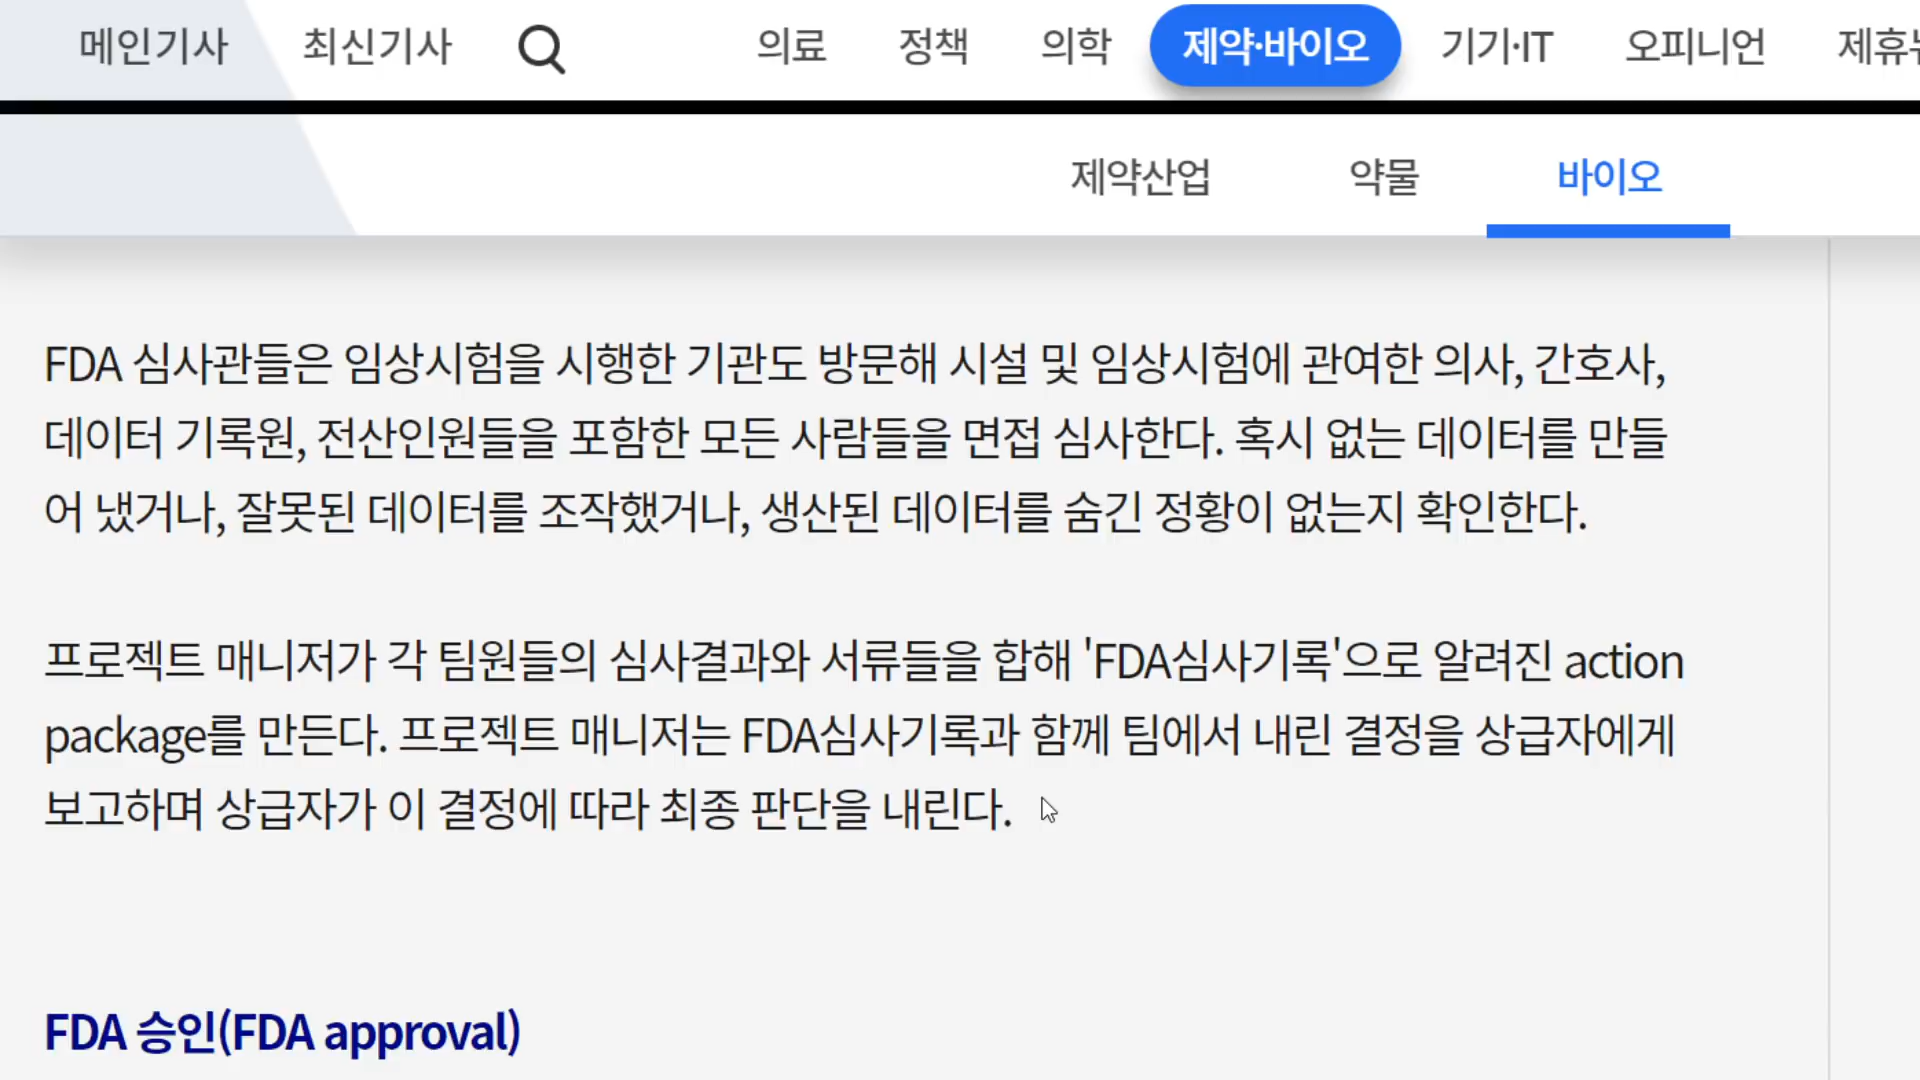 메인기사 최신기사 의료 정책 의학 제약·바이오 기기·IT 오피니언 제휴
제약산업 약물 바이오
FDA 심사관들은 임상시험을 시행한 기관도 방문해 시설 및 임상시험에 관여한 의사, 간호사,
데이터 기록원, 전산인원들을 포함한 모든 사람들을 면접 심사한다. 혹시 없는 데이터를 만들
어 냈거나, 잘못된 데이터를 조작했거나, 생산된 데이터를 숨긴 정황이 없는지 확인한다.
프로젝트 매니저가 각 팀원들의 심사결과와 서류들을 합해 'FDA심사기록'으로 알려진 action
package를 만든다. 프로젝트 매니저는 FDA심사기록과 함께 팀에서 내린 결정을 상급자에게
보고하며 상급자가 이 결정에 따라 최종 판단을 내린다.
FDA 승인(FDA approval)